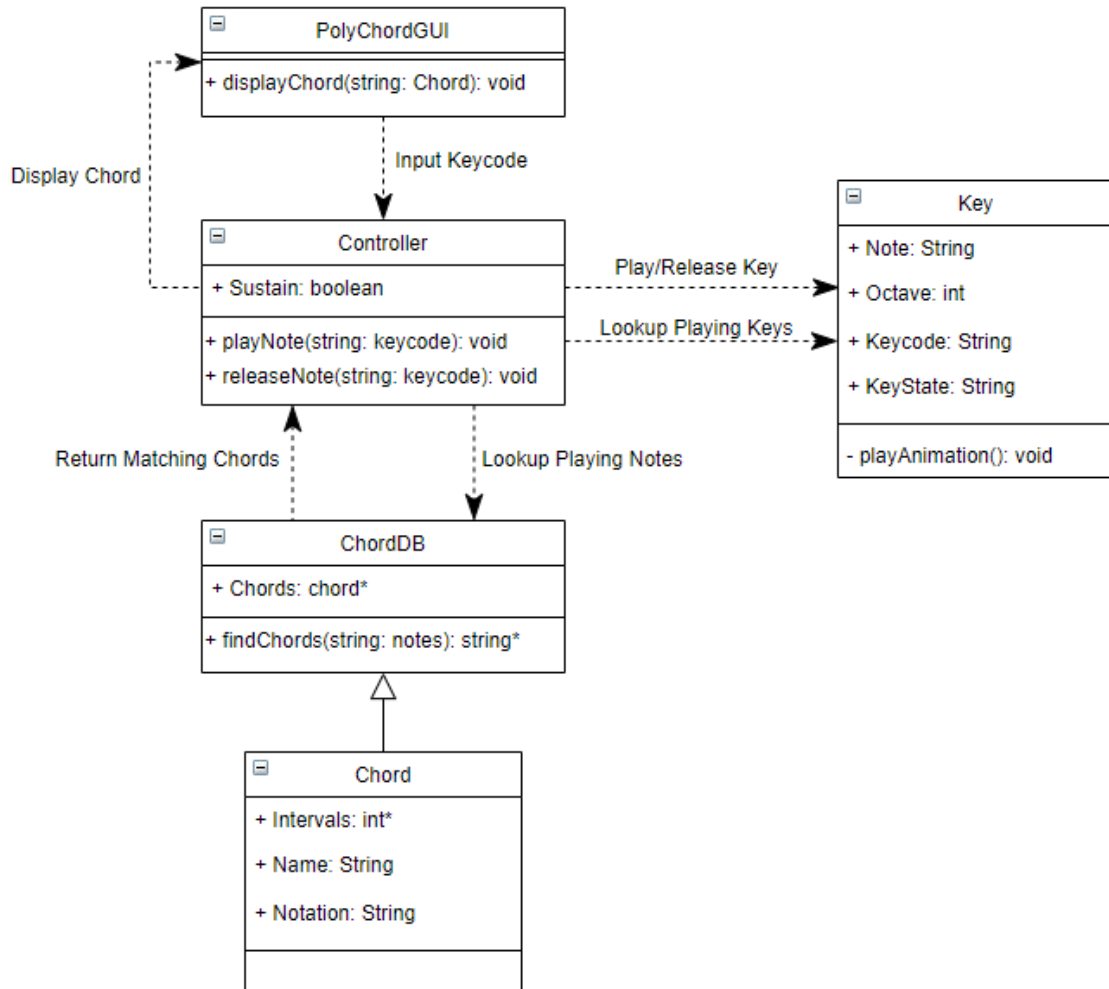 PolyChordGUI
+ displayChord(string: Chord): void
Display Chord
Input Keycode
Controller
+ Sustain: boolean
+ playNote(string: keycode): void
+ releaseNote(string: keycode): void
Play/Release Key
Lookup Playing Keys
Key
+ Note: String
+ Octave: int
+ Keycode: String
+ KeyState: String
- playAnimation(): void
Return Matching Chords
Lookup Playing Notes
ChordDB
+ Chords: chord*
+ findChords(string: notes): string*
Chord
+ Intervals: int*
+ Name: String
+ Notation: String